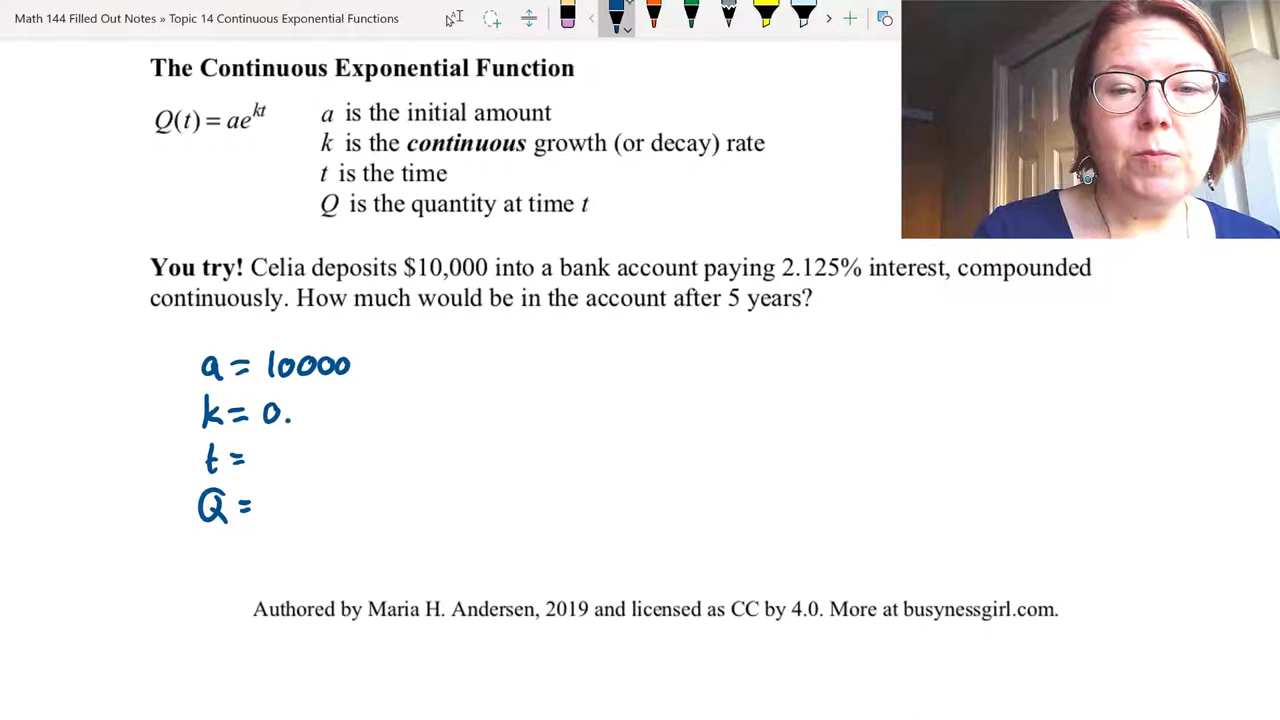 Math 144 Filled Out Notes » Topic 14 Continuous Exponential Functions
The Continuous Exponential Function
Q(t) = ae^{kt}
a is the initial amount
k is the continuous growth (or decay) rate
t is the time
Q is the quantity at time t
You try! Celia deposits $10,000 into a bank account paying 2.125% interest, compounded
continuously. How much would be in the account after 5 years?
a = 10000
k = 0.
t =
Q =
Authored by Maria H. Andersen, 2019 and licensed as CC by 4.0. More at busynessgirl.com.